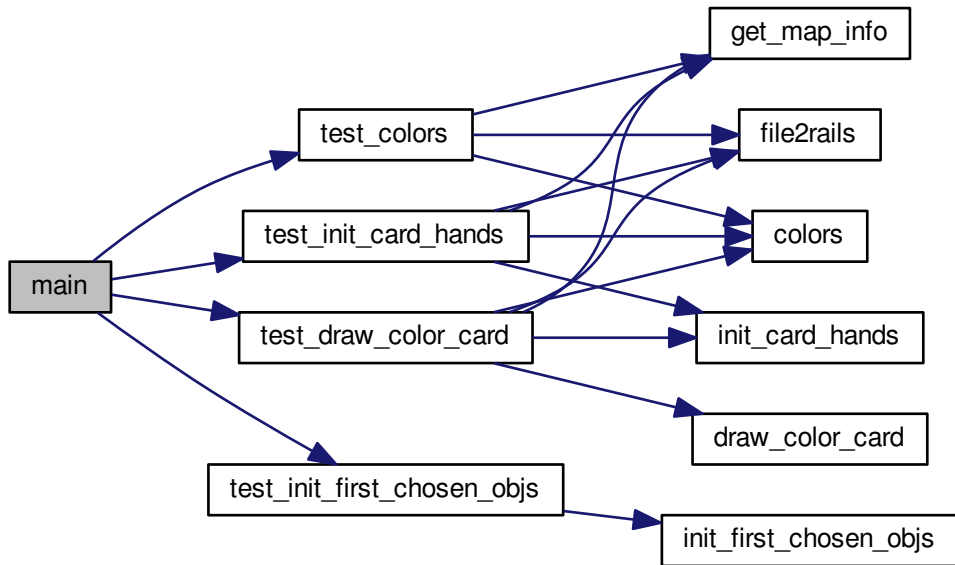 get_map_info
test_colors
file2rails
test_init_card_hands
colors
main
test_draw_color_card
init_card_hands
draw_color_card
test_init_first_chosen_objs
init_first_chosen_objs